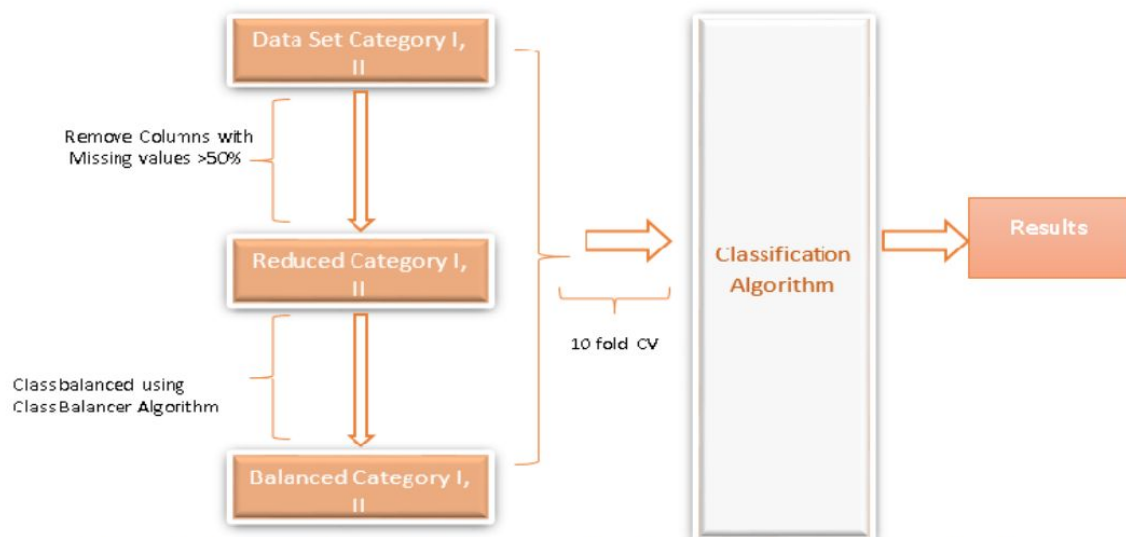 Data Set Category I,
II
Remove Columns with
Missing values >50%
Reduced Category I,
II
Classbalanced using
ClassBalancer Algorithm
Balanced Category I,
II
10 fold CV
Classification
Algorithm
Results